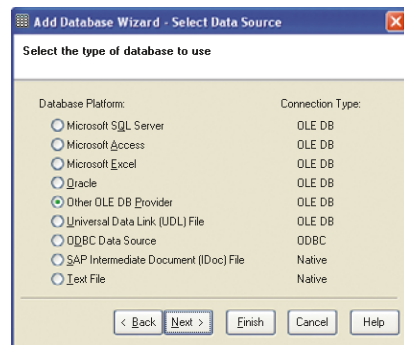 Add Database Wizard - Select Data Source
Select the type of database to use
Database Platform: Connection Type:
Microsoft SQL Server OLE DB
Microsoft Access OLE DB
Microsoft Excel OLE DB
Oracle OLE DB
Other OLE DB Provider OLE DB
Universal Data Link (UDL) File OLE DB
ODBC Data Source ODBC
SAP Intermediate Document (IDoc) File Native
Text File Native
< Back Next > Finish Cancel Help